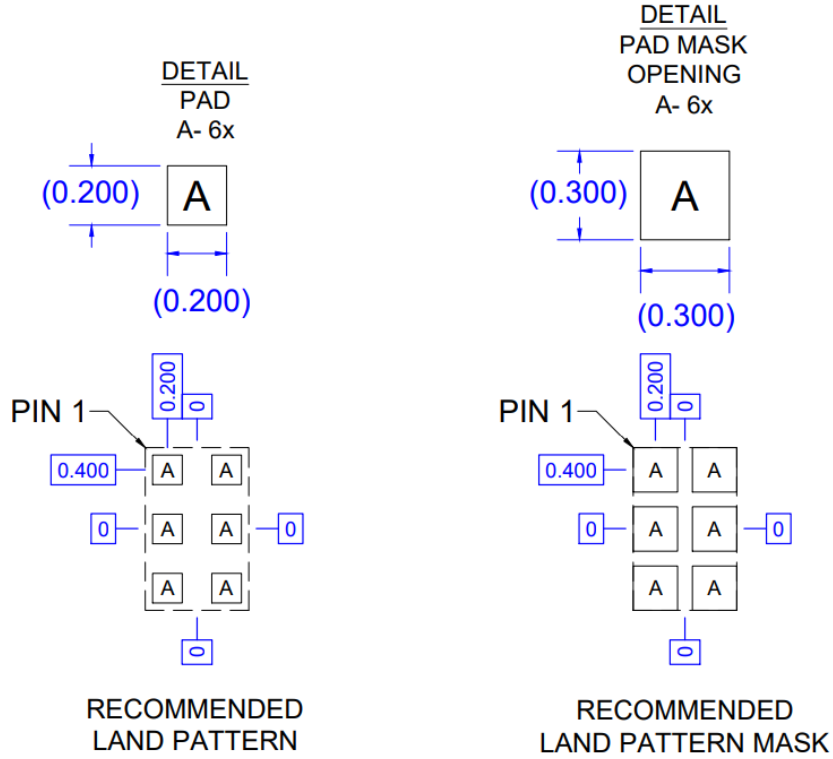 DETAIL
PAD
A- 6x
(0.200)
A
(0.200)
DETAIL
PAD MASK
OPENING
A- 6x
(0.300)
A
(0.300)
0.200
0
PIN 1
0.400
A A
0
A A
0
A A
0
RECOMMENDED
LAND PATTERN
0.200
0
PIN 1
0.400
A A
0
A A
0
A A
0
RECOMMENDED
LAND PATTERN MASK